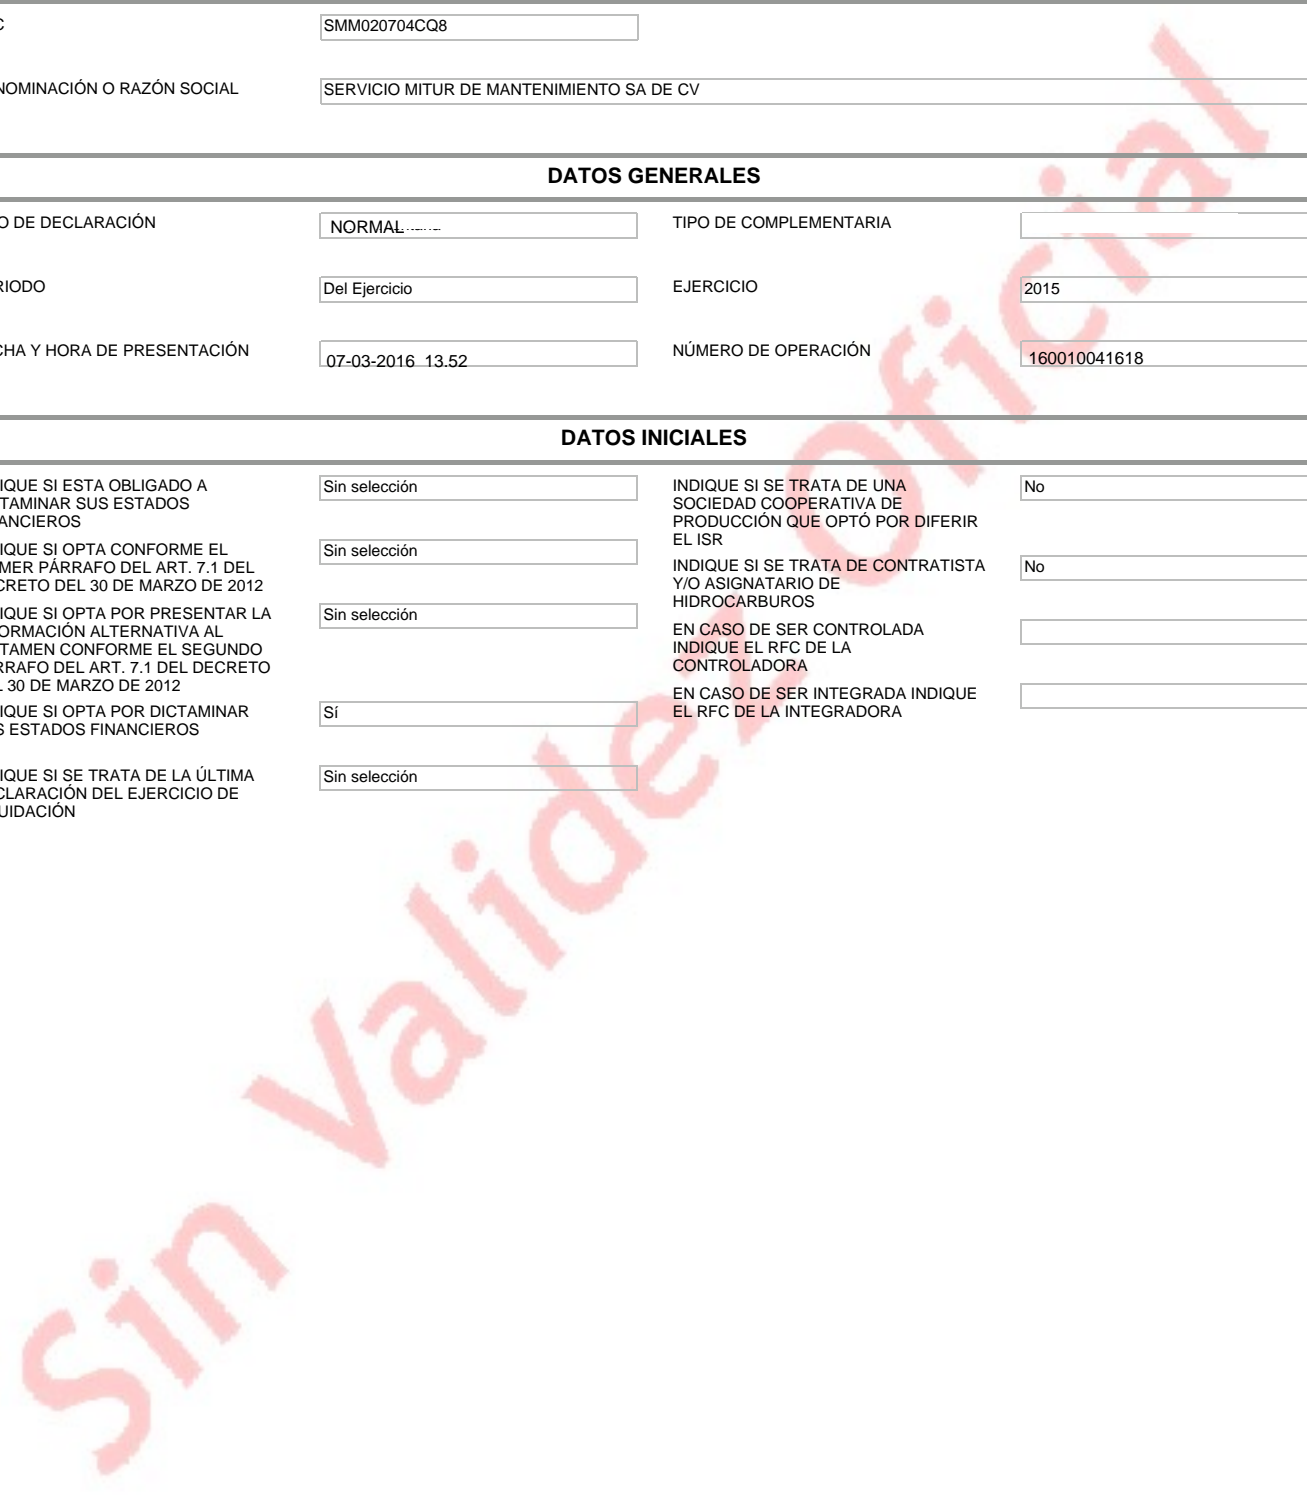 C SMM020704CQ8
NOMINACIÓN O RAZÓN SOCIAL SERVICIO MITUR DE MANTENIMIENTO SA DE CV
DATOS GENERALES
O DE DECLARACIÓN NORMAL TIPO DE COMPLEMENTARIA
RIODO Del Ejercicio EJERCICIO 2015
CHA Y HORA DE PRESENTACIÓN 07-03-2016 13.52 NÚMERO DE OPERACIÓN 160010041618
DATOS INICIALES
IQUE SI ESTA OBLIGADO A
TAMINAR SUS ESTADOS
ANCIEROS
Sin selección
IQUE SI OPTA CONFORME EL
MER PÁRRAFO DEL ART. 7.1 DEL
CRETO DEL 30 DE MARZO DE 2012
Sin selección
IQUE SI OPTA POR PRESENTAR LA
ORMACIÓN ALTERNATIVA AL
TAMEN CONFORME EL SEGUNDO
RRAFO DEL ART. 7.1 DEL DECRETO
L 30 DE MARZO DE 2012
Sin selección
IQUE SI OPTA POR DICTAMINAR
S ESTADOS FINANCIEROS
Sí
IQUE SI SE TRATA DE LA ÚLTIMA
CLARACIÓN DEL EJERCICIO DE
UIDACIÓN
Sin selección
INDIQUE SI SE TRATA DE UNA
SOCIEDAD COOPERATIVA DE
PRODUCCIÓN QUE OPTÓ POR DIFERIR
EL ISR
No
INDIQUE SI SE TRATA DE CONTRATISTA
Y/O ASIGNATARIO DE
HIDROCARBUROS
No
EN CASO DE SER CONTROLADA
INDIQUE EL RFC DE LA
CONTROLADORA
EN CASO DE SER INTEGRADA INDIQUE
EL RFC DE LA INTEGRADORA
Sin Validez Oficial